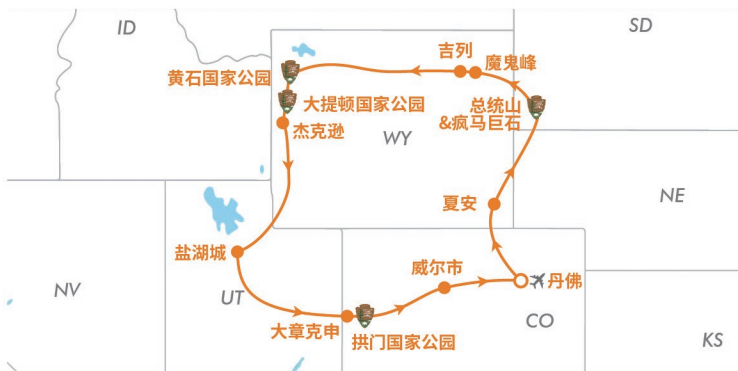 ID
SD
吉列
魔鬼峰
黄石国家公园
大提顿国家公园
总统山
&疯马巨石
杰克逊
WY
夏安
NE
盐湖城
威尔市
丹佛
NV
UT
大章克申
拱门国家公园
CO
KS